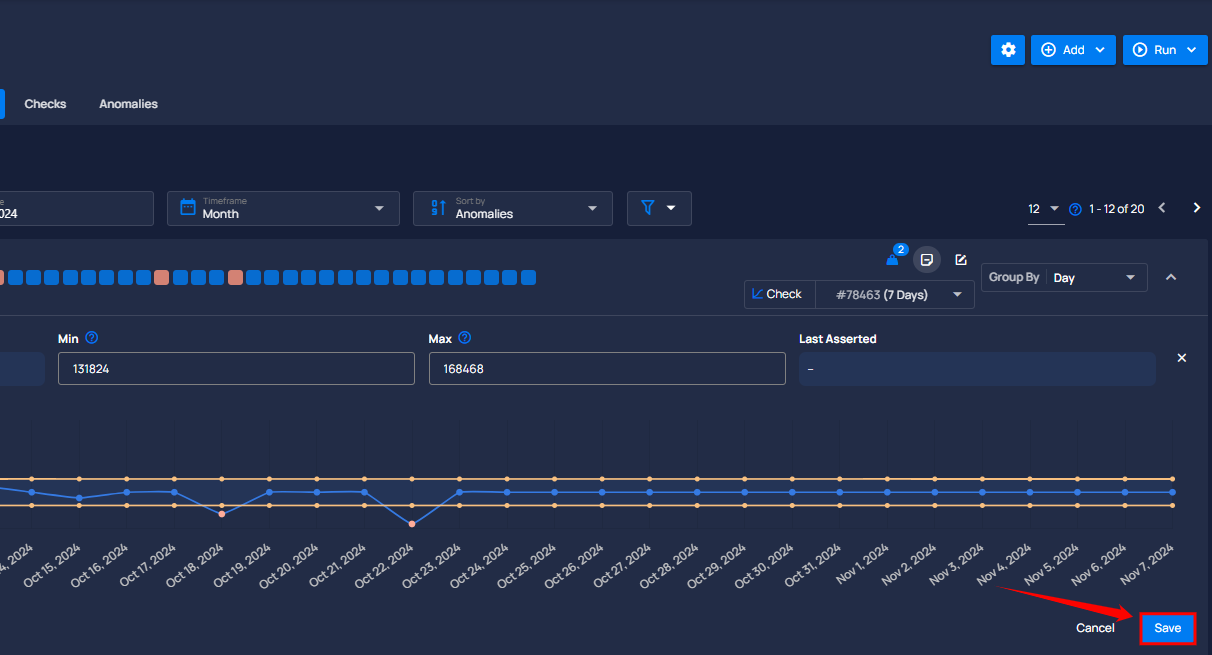 Add
Run
Checks
Anomalies
024
Timeframe
Month
Sort by
Anomalies
12
1 - 12 of 20
2
Check
#78463 (7 Days)
Group By
Day
Min
Max
Last Asserted
131824
168468
–
4, 2024
Oct 15, 2024
Oct 16, 2024
Oct 17, 2024
Oct 18, 2024
Oct 19, 2024
Oct 20, 2024
Oct 21, 2024
Oct 22, 2024
Oct 23, 2024
Oct 24, 2024
Oct 25, 2024
Oct 26, 2024
Oct 27, 2024
Oct 28, 2024
Oct 29, 2024
Oct 30, 2024
Oct 31, 2024
Nov 1, 2024
Nov 2, 2024
Nov 3, 2024
Nov 4, 2024
Nov 5, 2024
Nov 6, 2024
Nov 7, 2024
Cancel
Save